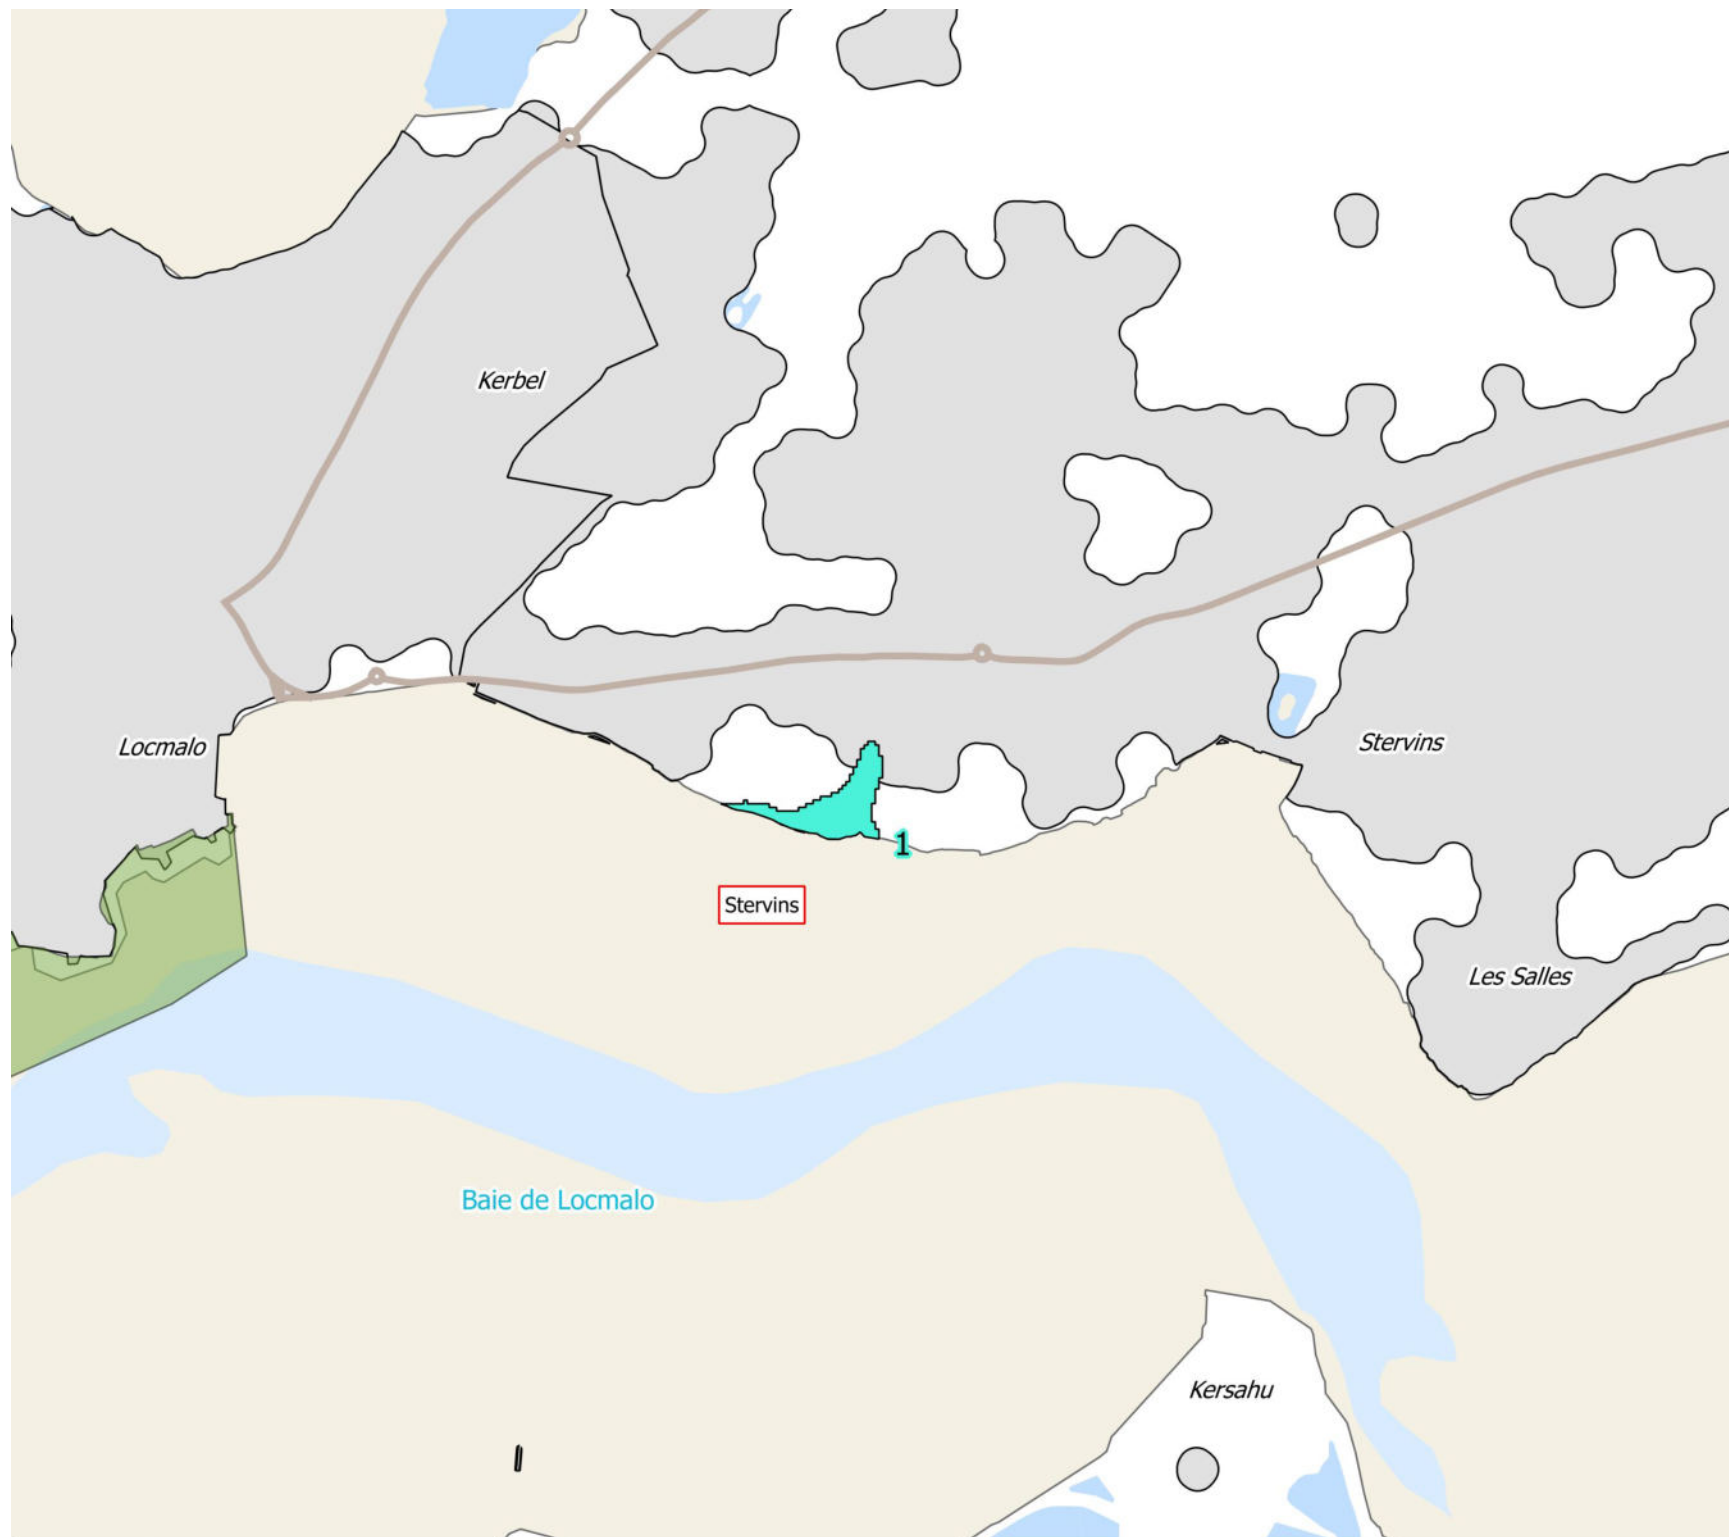 Kerbel
Locmalo
Stervins
1
Stervins
Les Salles
Baie de Locmalo
Kersahu